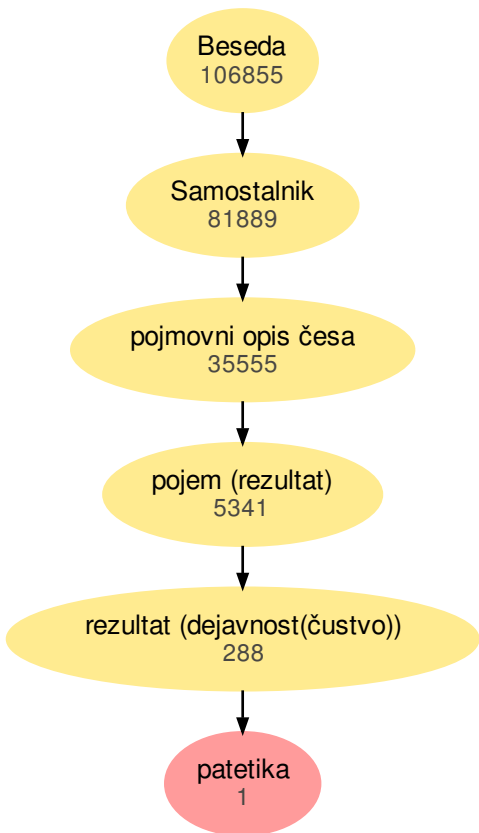 Beseda
106855
Samostalnik
81889
pojmovni opis česa
35555
pojem (rezultat)
5341
rezultat (dejavnost(čustvo))
288
patetika
1